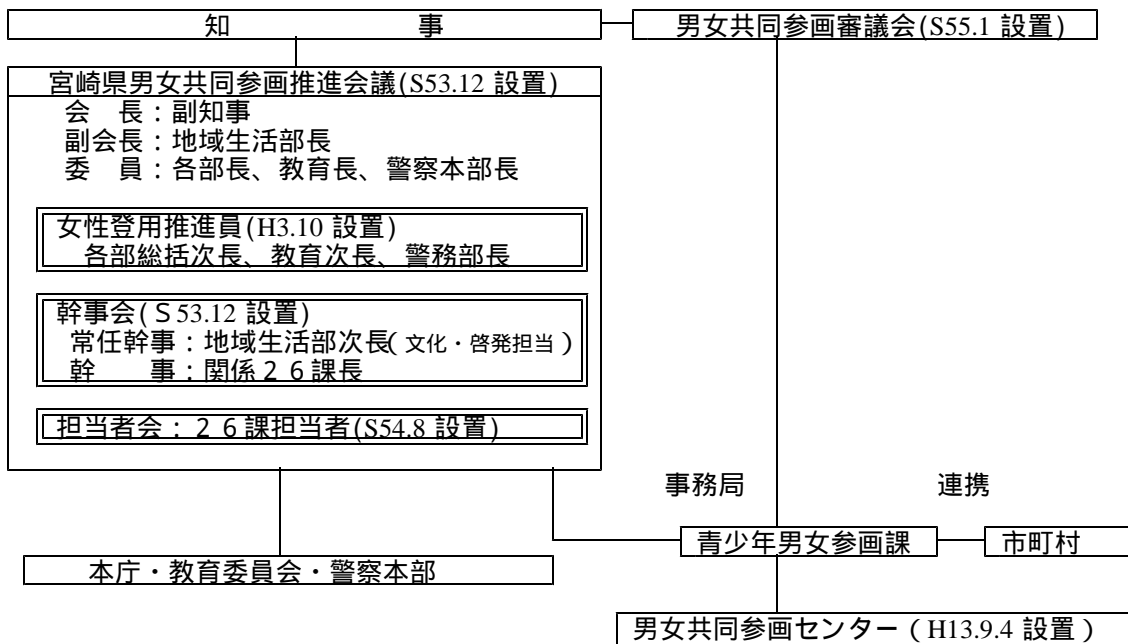 知　　　　　事
男女共同参画審議会(S55.1 設置)
宮崎県男女共同参画推進会議(S53.12 設置)
会　長：副知事
副会長：地域生活部長
委　員：各部長、教育長、警察本部長
女性登用推進員(H3.10 設置)
各部総括次長、教育次長、警務部長
幹事会(Ｓ53.12 設置)
常任幹事：地域生活部次長(文化・啓発担当)
幹　　事：関係２６課長
担当者会：２６課担当者(S54.8 設置)
事務局
連携
青少年男女参画課
市町村
本庁・教育委員会・警察本部
男女共同参画センター（H13.9.4 設置）